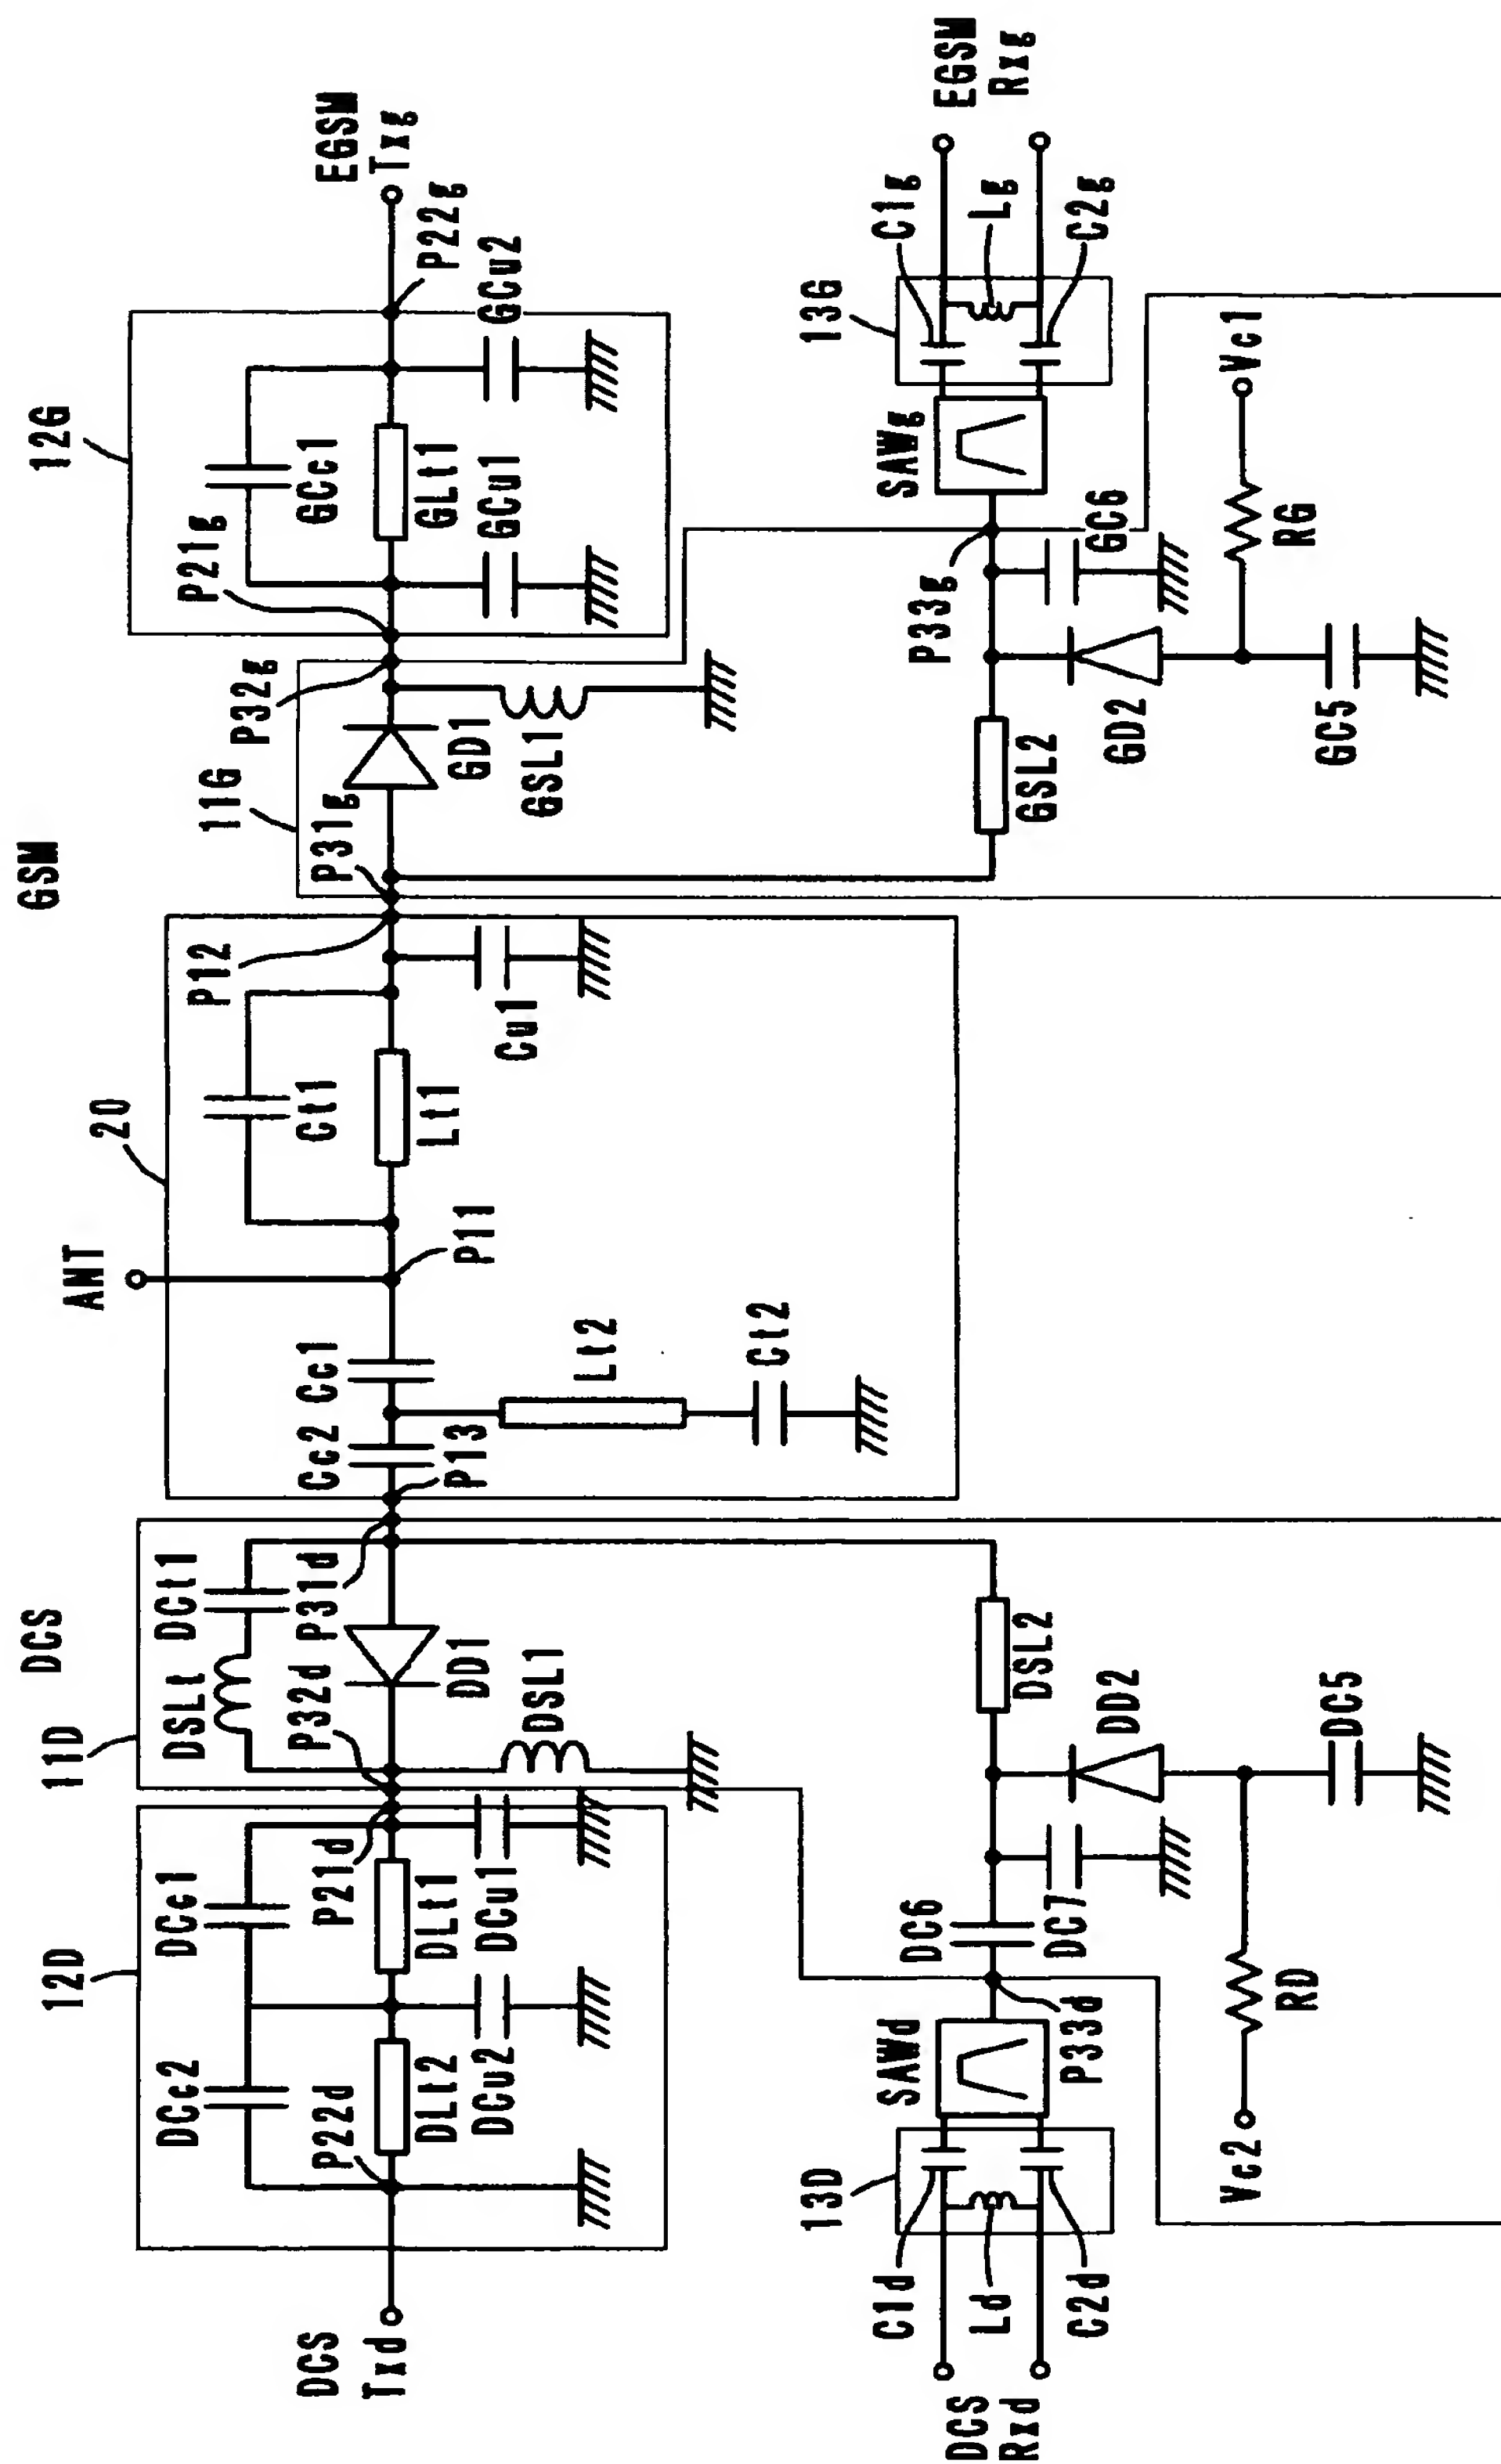 GSM
DCS
ANT
20
11G
12G
13G
11D
12D
13D
EGSM
Txg
P22g
GCu2
GCc1
GLt1
GCu1
P21g
P32g
GD1
GSL1
P31g
P12
Ct1
Lt1
Cu1
P11
Cc1
Lt2
Ct2
Cc2
P13
DCt1
P31d
DSLt
P32d
DD1
DSL1
DCc1
P21d
DLt1
DCu1
DCc2
P22d
DLt2
DCu2
DCS
Txd
EGSM
Rxg
C1g
Lg
C2g
SAWg
P33g
GC6
Vc1
RG
GSL2
GD2
GC5
DSL2
DD2
DC5
DC6
DC7
SAWd
P33d
RD
Vc2
C1d
Ld
C2d
DCS
Rxd